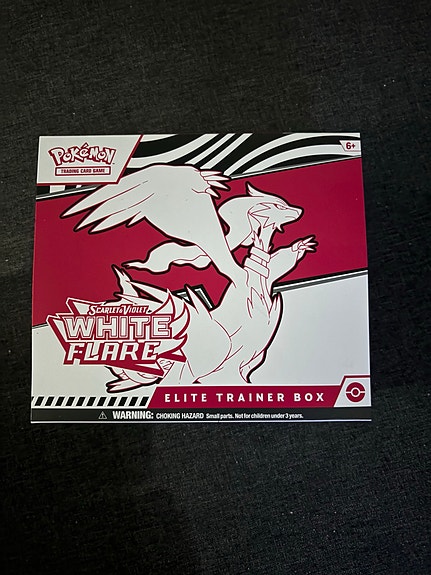 POKéMON
TRADING CARD GAME
6+
SCARLET & VIOLET
WHITE
FLARE
ELITE TRAINER BOX
⚠ WARNING: CHOKING HAZARD Small parts. Not for children under 3 years.